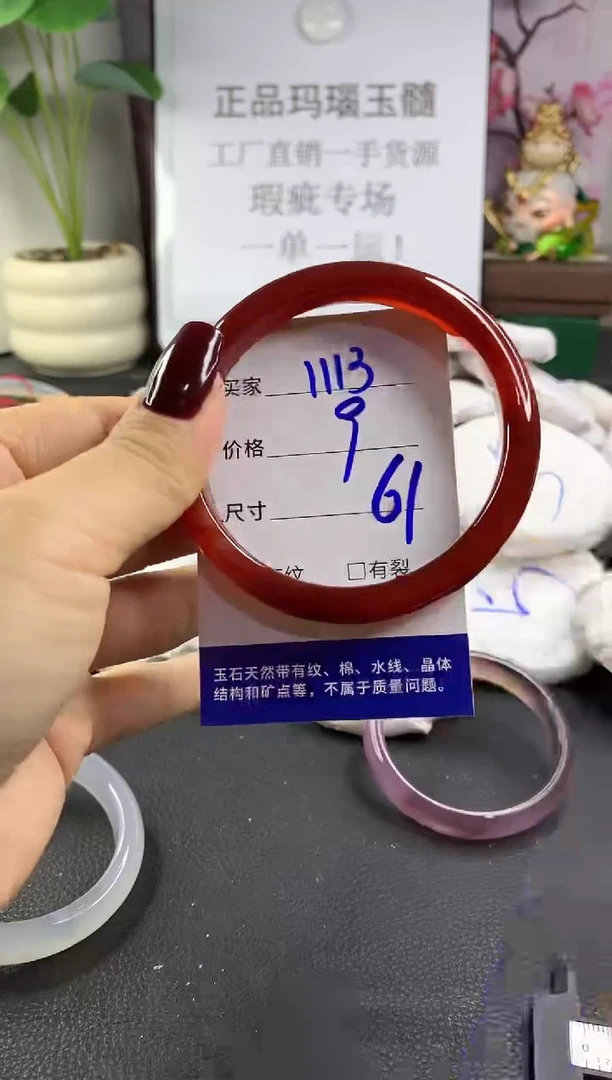 正品玛瑙玉髓
工厂直销一手货源
瑕疵专场
一单一
买家 1113
价格 9
尺寸 61
纹 □有裂
玉石天然带有纹、棉、水线、晶体
结构和矿点等，不属于质量问题。
0